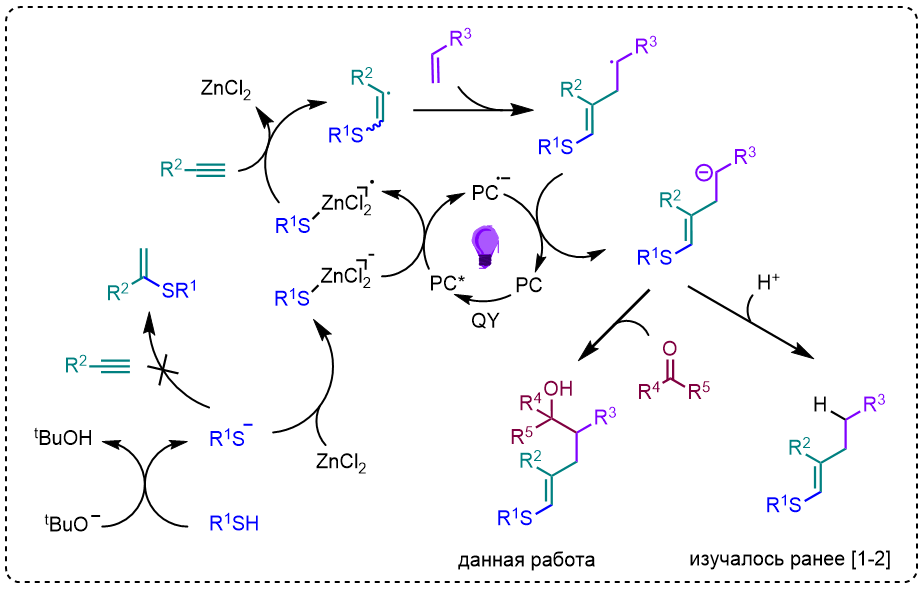 R³
R²
R³
ZnCl₂
R²
R¹S
R¹S
R³
R²
ZnCl₂⁻•
PC•⁻
R²
R¹S
R¹S
ZnCl₂⁻
R¹S
PC*
PC
H⁺
R² SR¹
QY
O
R⁴ R⁵
R²
OH
R⁴
R³
H R³
R⁵
ᵗBuOH
R¹S⁻
R²
R²
ZnCl₂
ᵗBuO⁻
R¹SH
R¹S
R¹S
данная работа
изучалось ранее [1-2]